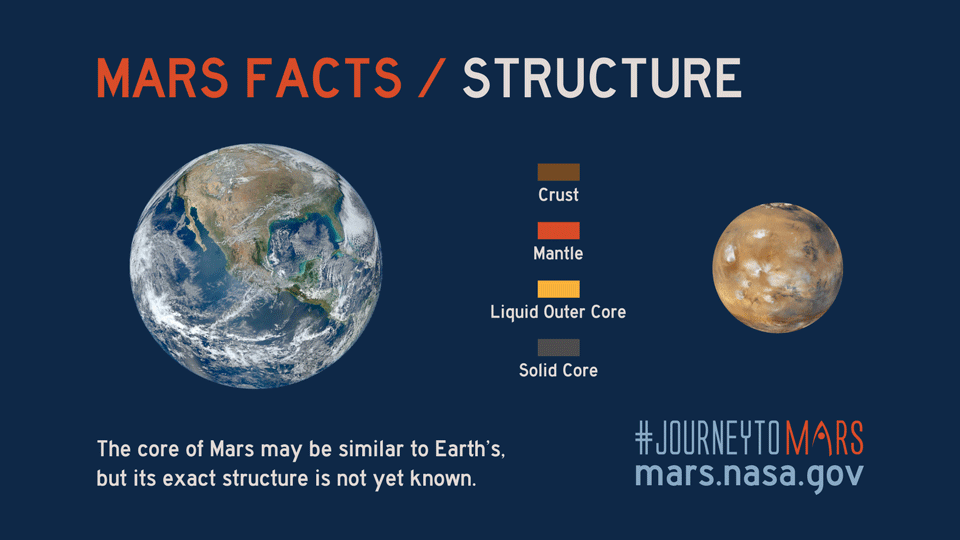 MARS FACTS / STRUCTURE
Crust
Mantle
Liquid Outer Core
Solid Core
The core of Mars may be similar to Earth's,
but its exact structure is not yet known.
#JOURNEYTOMARS
mars.nasa.gov